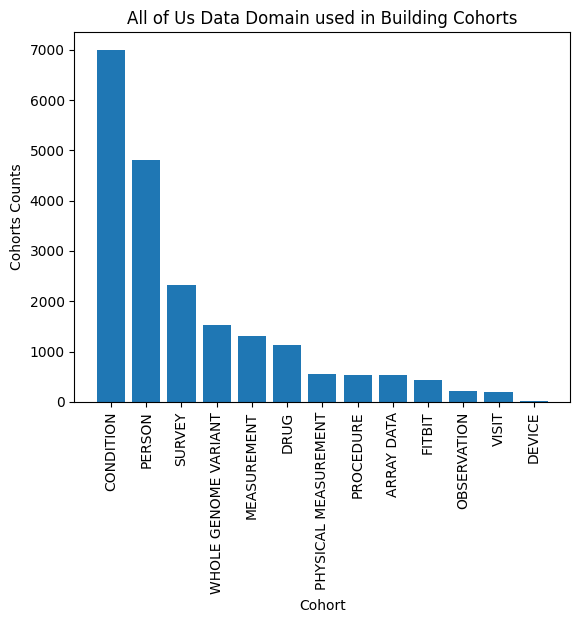 All of Us Data Domain used in Building Cohorts
Cohorts Counts
7000
6000
5000
4000
3000
2000
1000
0
CONDITION
PERSON
SURVEY
WHOLE GENOME VARIANT
MEASUREMENT
DRUG
PHYSICAL MEASUREMENT
PROCEDURE
ARRAY DATA
FITBIT
OBSERVATION
VISIT
DEVICE
Cohort